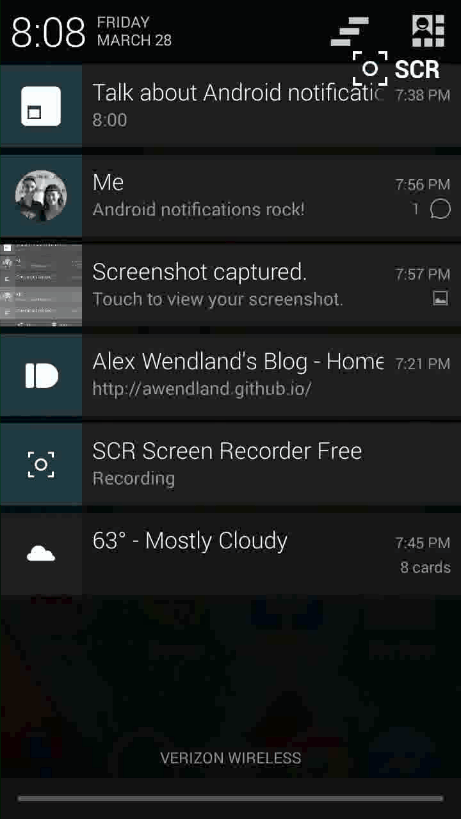 8:08 FRIDAY
MARCH 28
SCR
Talk about Android notificatic 7:38 PM
8:00
Me 7:56 PM
Android notifications rock! 1
Screenshot captured. 7:57 PM
Touch to view your screenshot.
Alex Wendland's Blog - Home 7:21 PM
http://awendland.github.io/
SCR Screen Recorder Free
Recording
63° - Mostly Cloudy 7:45 PM
8 cards
VERIZON WIRELESS